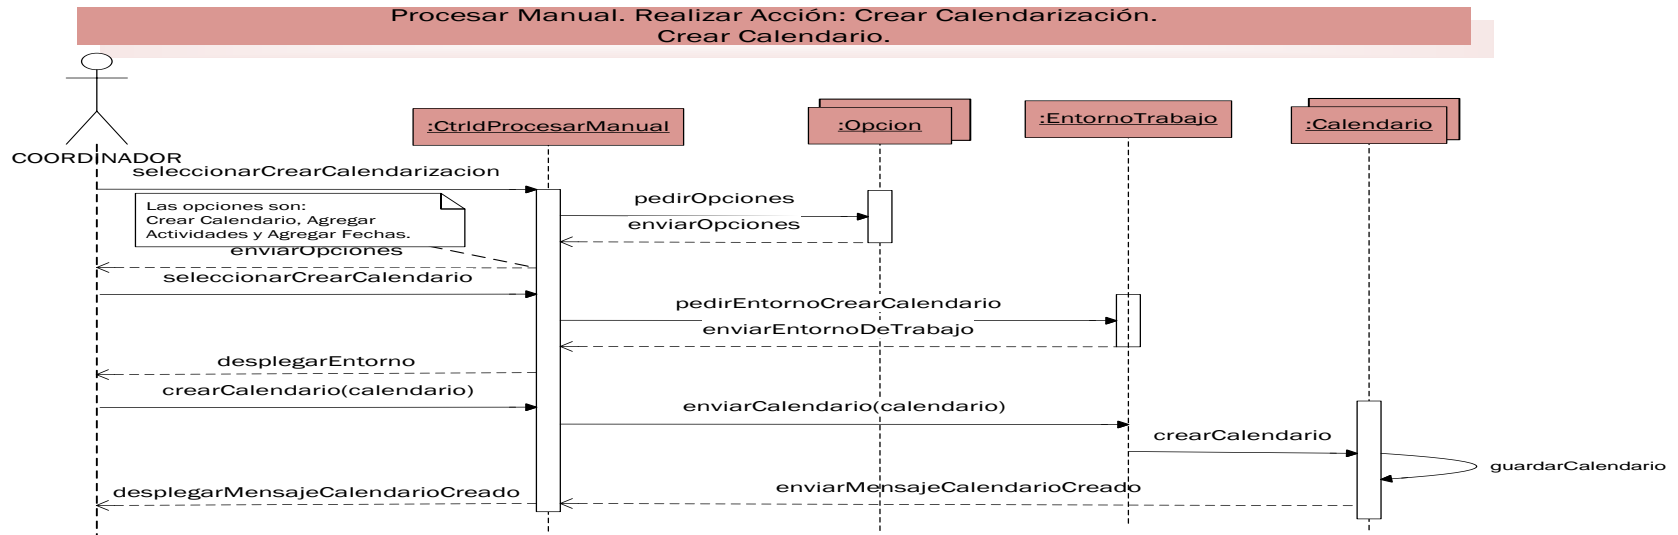 Procesar Manual. Realizar Acción: Crear Calendarización.
Crear Calendario.
COORDINADOR
:CtrldProcesarManual
:Opcion
:EntornoTrabajo
:Calendario
seleccionarCrearCalendarizacion
Las opciones son:
Crear Calendario, Agregar
Actividades y Agregar Fechas.
pedirOpciones
enviarOpciones
enviarOpciones
seleccionarCrearCalendario
pedirEntornoCrearCalendario
enviarEntornoDeTrabajo
desplegarEntorno
crearCalendario(calendario)
enviarCalendario(calendario)
crearCalendario
guardarCalendario
enviarMensajeCalendarioCreado
desplegarMensajeCalendarioCreado